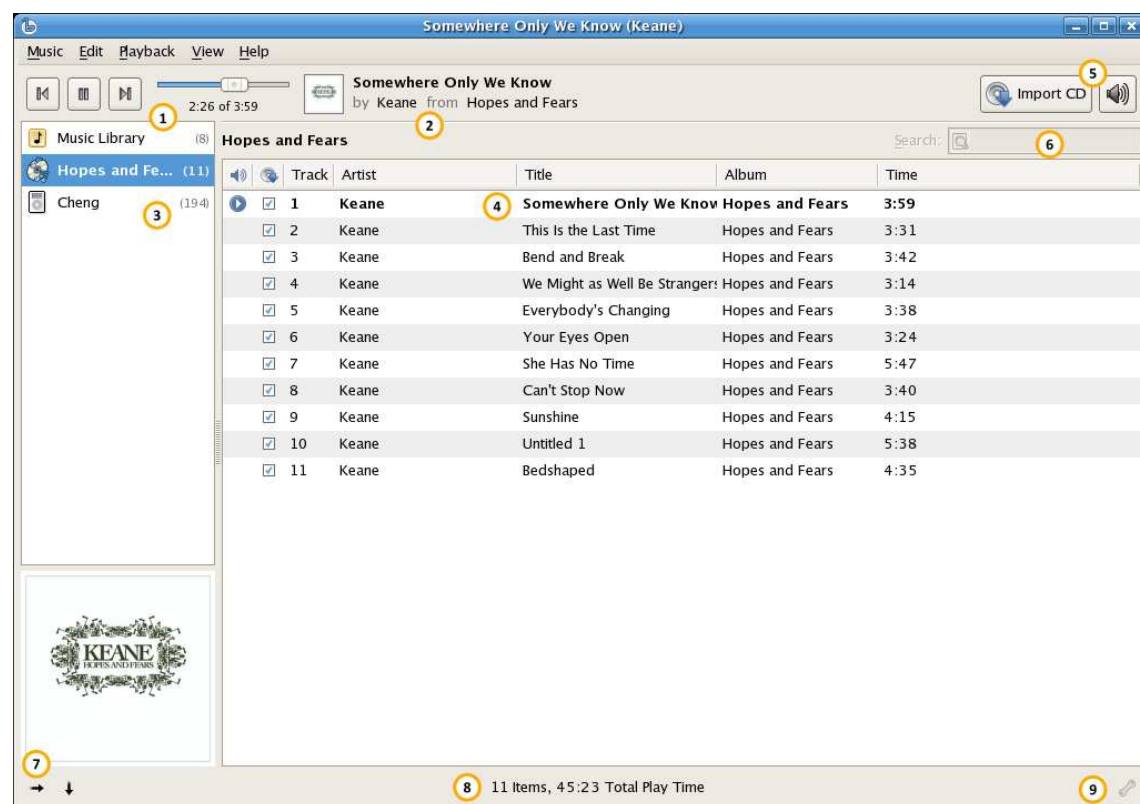 Somewhere Only We Know (Keane)
Music Edit Playback View Help
2:26 of 3:59
Somewhere Only We Know
by Keane from Hopes and Fears
Import CD
5
1
2
Music Library (8)
Hopes and Fe... (11)
Cheng (194)
3
Hopes and Fears
Search:
6
Track Artist Title Album Time
1 Keane 4 Somewhere Only We Know Hopes and Fears 3:59
2 Keane This Is the Last Time Hopes and Fears 3:31
3 Keane Bend and Break Hopes and Fears 3:42
4 Keane We Might as Well Be Strangers Hopes and Fears 3:14
5 Keane Everybody's Changing Hopes and Fears 3:38
6 Keane Your Eyes Open Hopes and Fears 3:24
7 Keane She Has No Time Hopes and Fears 5:47
8 Keane Can't Stop Now Hopes and Fears 3:40
9 Keane Sunshine Hopes and Fears 4:15
10 Keane Untitled 1 Hopes and Fears 5:38
11 Keane Bedshaped Hopes and Fears 4:35
KEANE
HOPES AND FEARS
7
8 11 Items, 45:23 Total Play Time
9